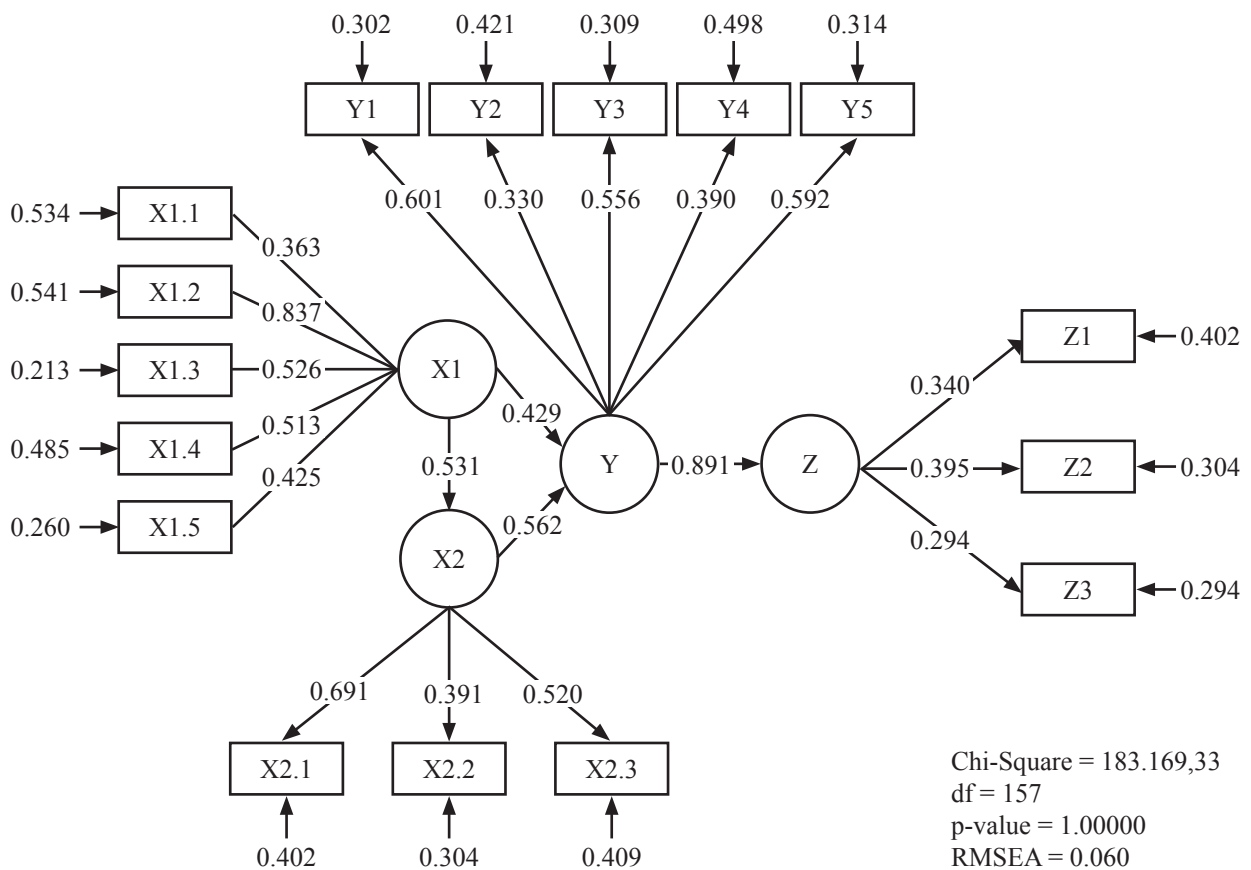 0.302 0.421 0.309 0.498 0.314
Y1 Y2 Y3 Y4 Y5
0.601 0.330 0.556 0.390 0.592
0.534 X1.1
0.363
0.541 X1.2
0.837
0.213 X1.3 0.526 X1
0.513
0.485 X1.4
0.425
0.260 X1.5
0.429
0.531
Y 0.891 Z
0.562
X2
0.340 Z1 0.402
0.395 Z2 0.304
0.294 Z3 0.294
0.691 0.391 0.520
X2.1 X2.2 X2.3
0.402 0.304 0.409
Chi-Square = 183.169,33
df = 157
p-value = 1.00000
RMSEA = 0.060